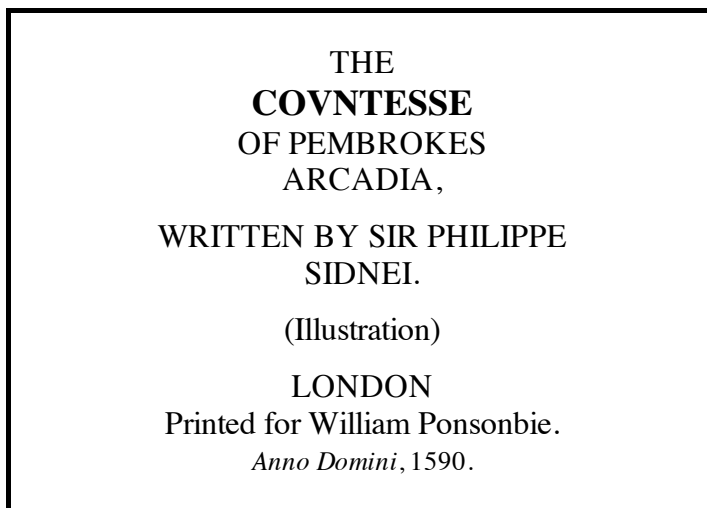 THE
COVNTESSE
OF PEMBROKES
ARCADIA,
WRITTEN BY SIR PHILIPPE
SIDNEI.
(Illustration)
LONDON
Printed for William Ponsonbie.
Anno Domini, 1590.